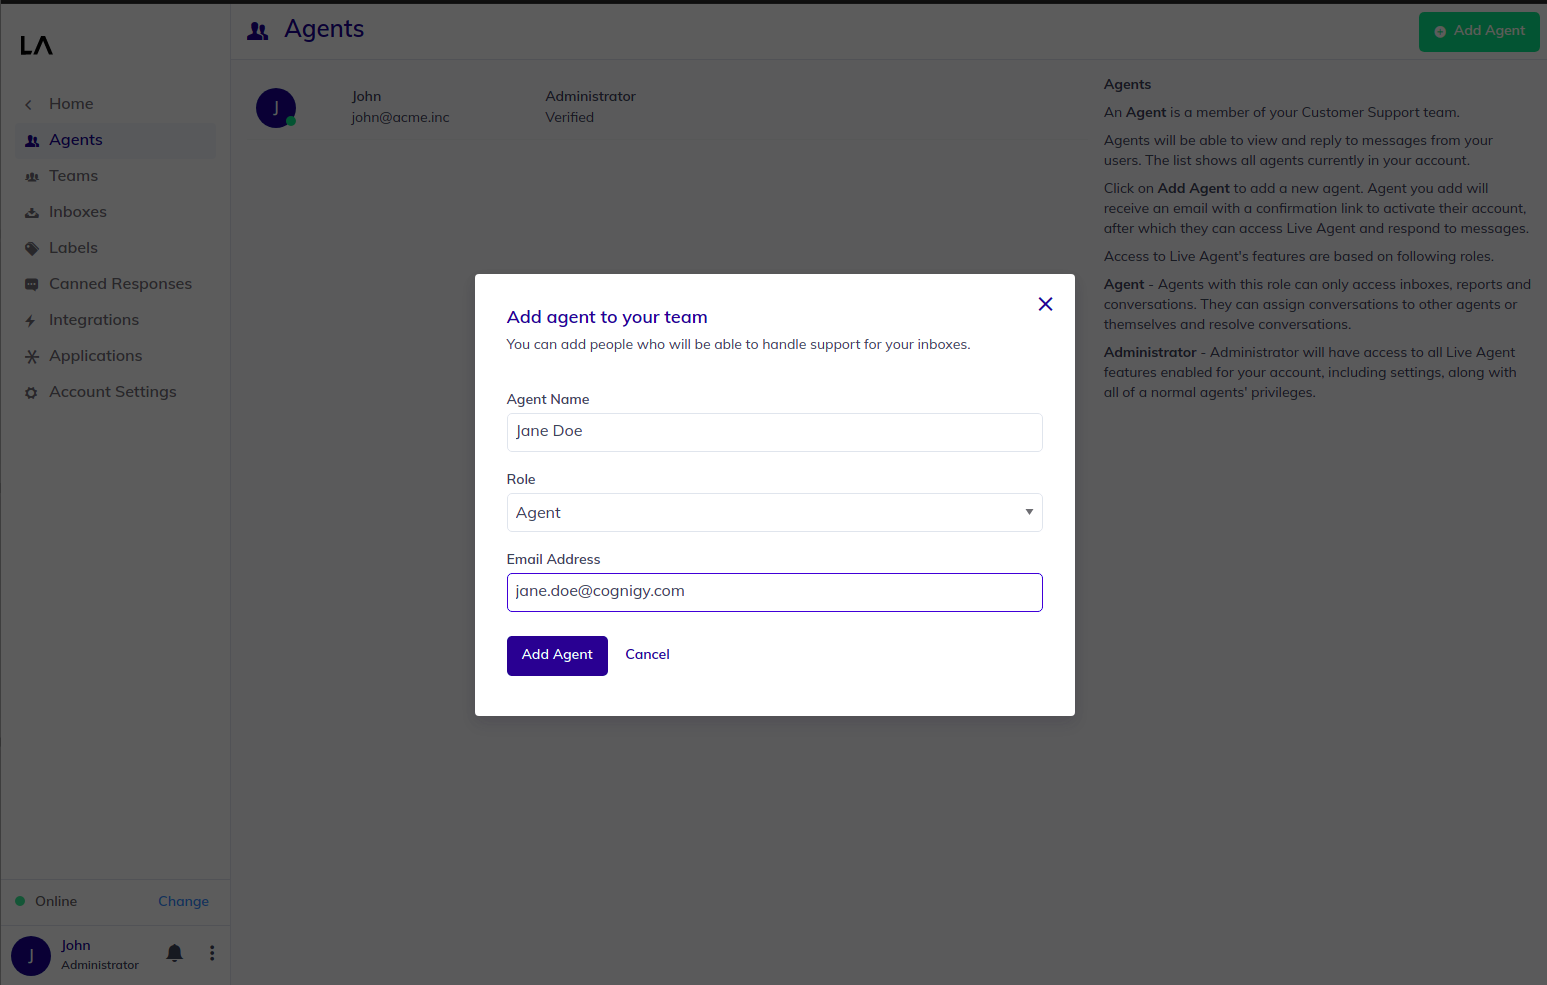 LA
Home
Agents
Teams
Inboxes
Labels
Canned Responses
Integrations
Applications
Account Settings
Online
Change
J
John
Administrator
Agents
Add Agent
J
John
john@acme.inc
Administrator
Verified
Agents
An Agent is a member of your Customer Support team.
Agents will be able to view and reply to messages from your
users. The list shows all agents currently in your account.
Click on Add Agent to add a new agent. Agent you add will
receive an email with a confirmation link to activate their account,
after which they can access Live Agent and respond to messages.
Access to Live Agent's features are based on following roles.
Agent - Agents with this role can only access inboxes, reports and
conversations. They can assign conversations to other agents or
themselves and resolve conversations.
Administrator - Administrator will have access to all Live Agent
features enabled for your account, including settings, along with
all of a normal agents' privileges.
Add agent to your team
You can add people who will be able to handle support for your inboxes.
Agent Name
Jane Doe
Role
Agent
Email Address
jane.doe@cognigy.com
Add Agent
Cancel